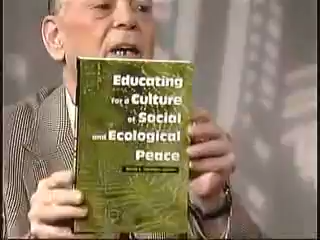 Educating
for a Culture
of Social
and Ecological
Peace